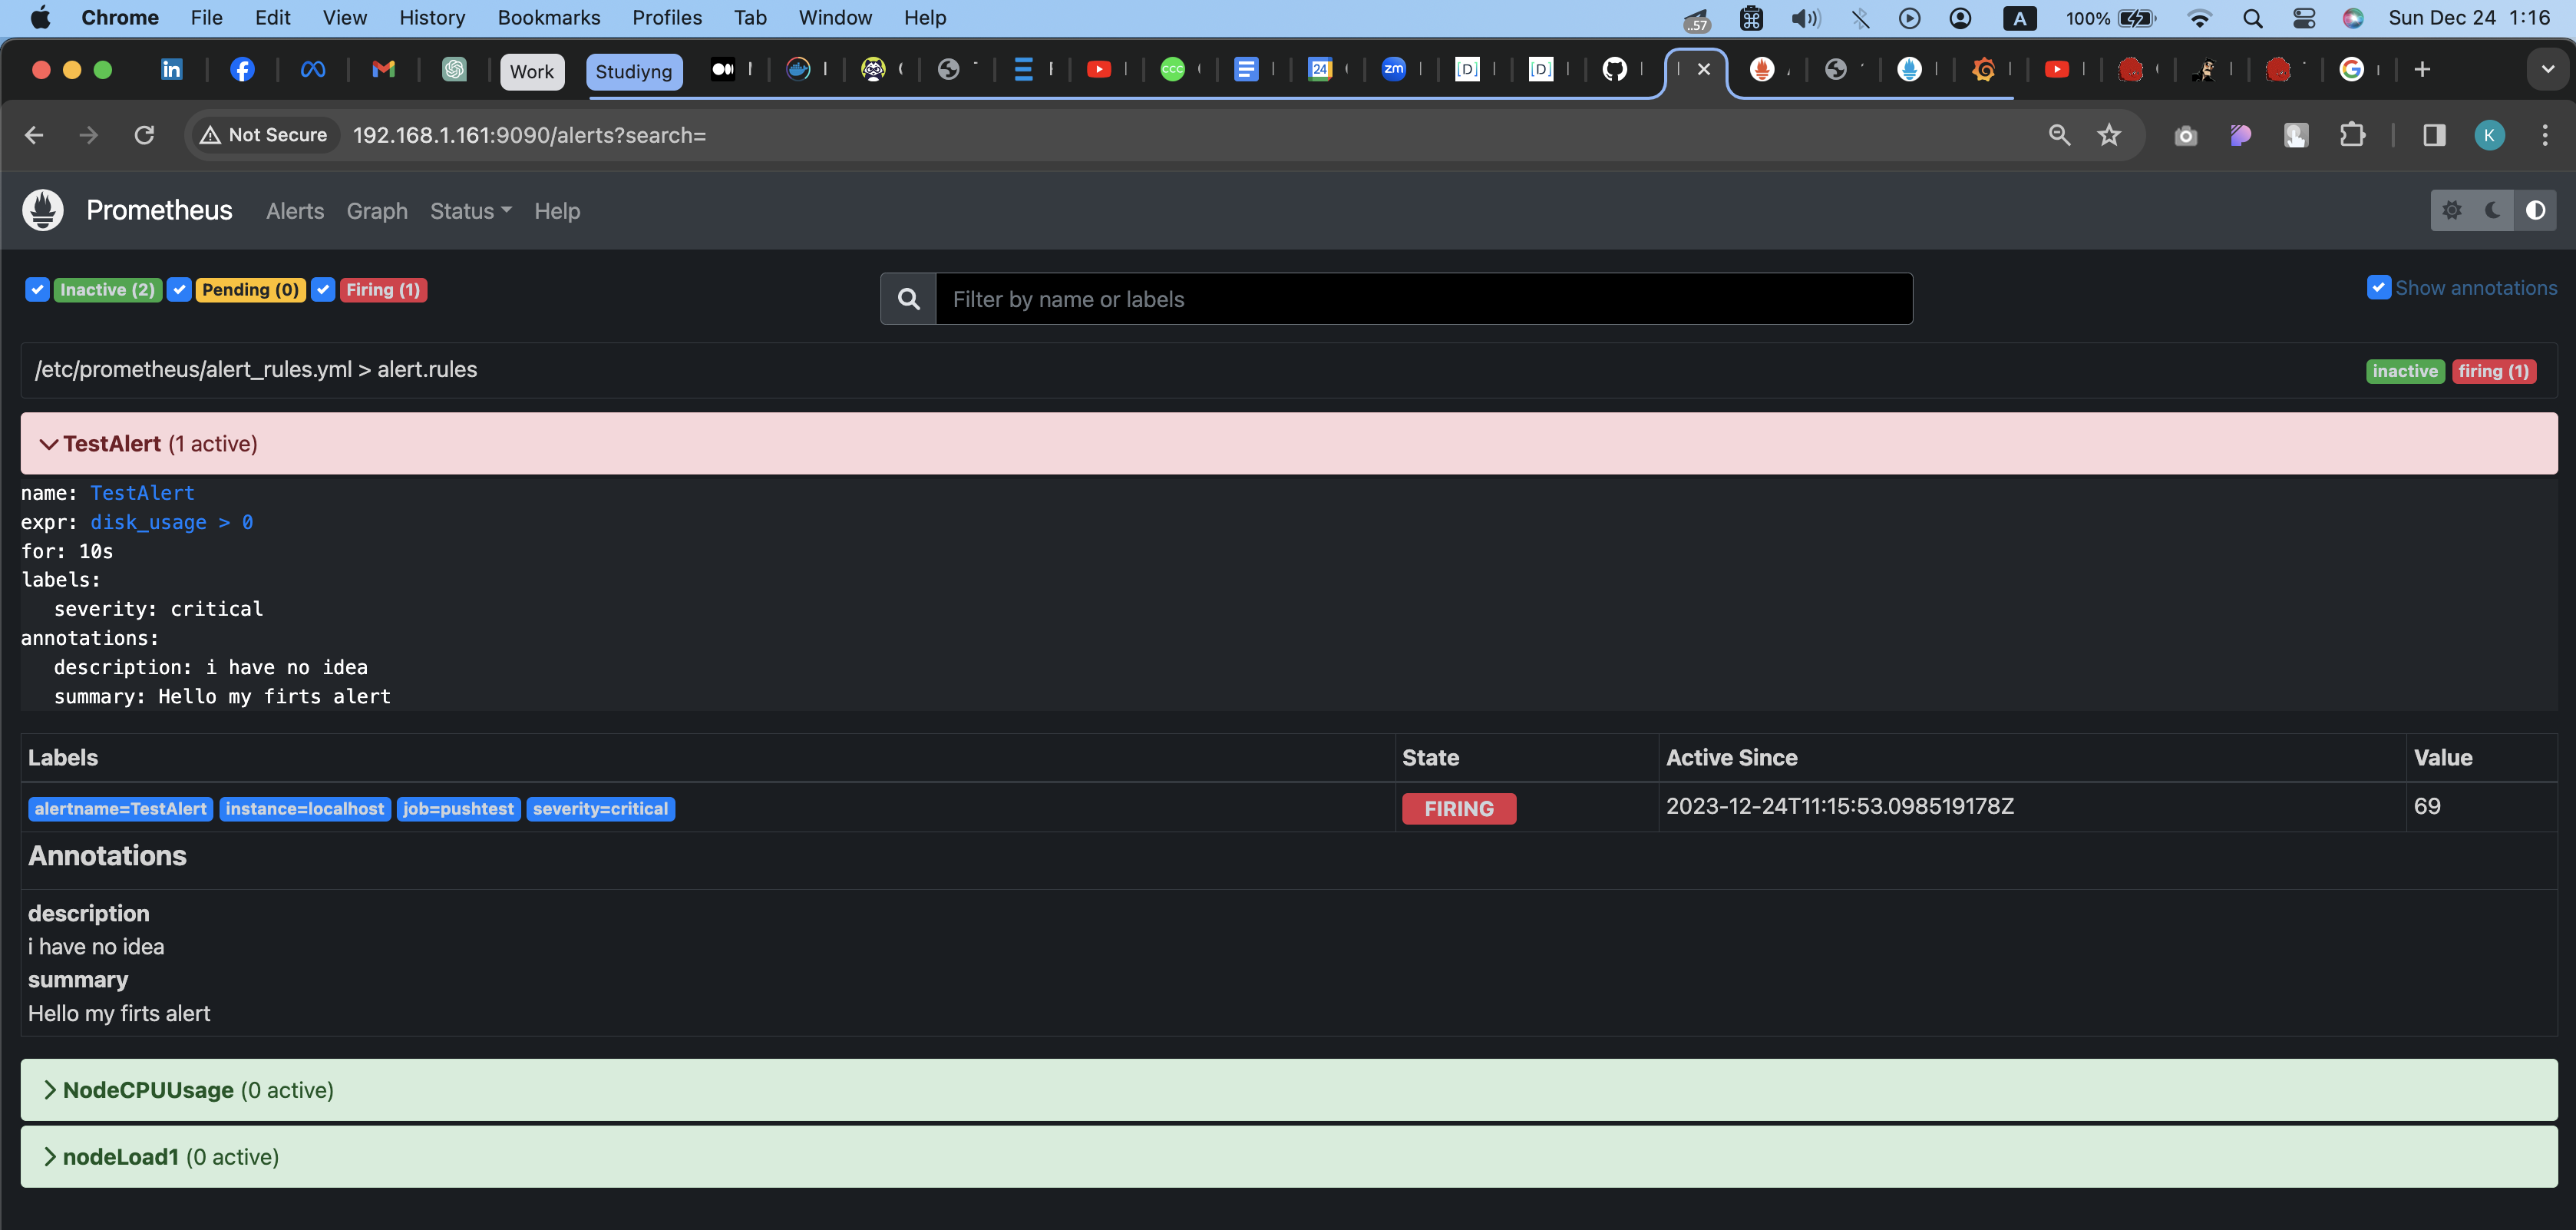 Chrome File Edit View History Bookmarks Profiles Tab Window Help .57 A 100% Sun Dec 24 1:16
Work Studiyng 24 zm [D] [D]
Not Secure 192.168.1.161:9090/alerts?search= K
Prometheus Alerts Graph Status Help
Inactive (2) Pending (0) Firing (1) Filter by name or labels Show annotations
/etc/prometheus/alert_rules.yml > alert.rules inactive firing (1)
TestAlert (1 active)
name: TestAlert
expr: disk_usage > 0
for: 10s
labels:
severity: critical
annotations:
description: i have no idea
summary: Hello my firts alert
Labels State Active Since Value
alertname=TestAlert instance=localhost job=pushtest severity=critical FIRING 2023-12-24T11:15:53.098519178Z 69
Annotations
description
i have no idea
summary
Hello my firts alert
NodeCPUUsage (0 active)
nodeLoad1 (0 active)